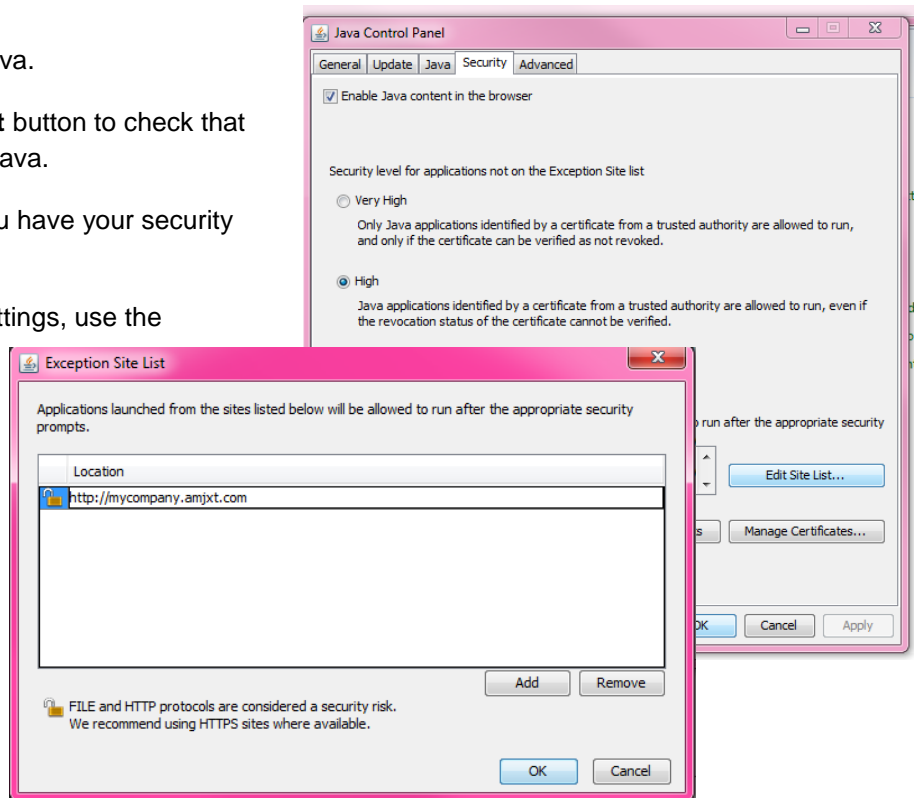 va.
t button to check that
ava.
u have your security
ttings, use the
Java Control Panel
General Update Java Security Advanced
Enable Java content in the browser
Security level for applications not on the Exception Site list
Very High
Only Java applications identified by a certificate from a trusted authority are allowed to run,
and only if the certificate can be verified as not revoked.
High
Java applications identified by a certificate from a trusted authority are allowed to run, even if
the revocation status of the certificate cannot be verified.
run after the appropriate security
Edit Site List...
s Manage Certificates...
OK Cancel Apply
Exception Site List
Applications launched from the sites listed below will be allowed to run after the appropriate security
prompts.
Location
http://mycompany.amjxt.com
Add Remove
FILE and HTTP protocols are considered a security risk.
We recommend using HTTPS sites where available.
OK Cancel